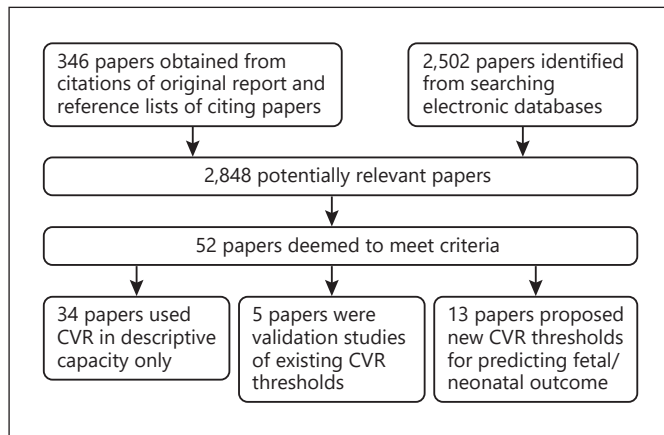 346 papers obtained from
citations of original report and
reference lists of citing papers
2,502 papers identified
from searching
electronic databases
2,848 potentially relevant papers
52 papers deemed to meet criteria
34 papers used
CVR in descriptive
capacity only
5 papers were
validation studies
of existing CVR
thresholds
13 papers proposed
new CVR thresholds
for predicting fetal/
neonatal outcome